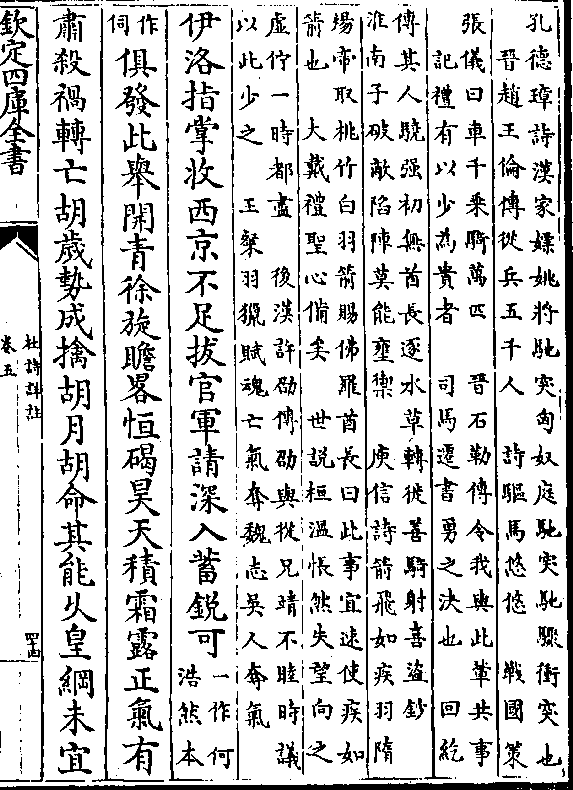 孔德璋詩漢家嫖姚將馳突匈奴庭馳突馳驟衝突也
晉趙王倫傳從兵五千人 詩驅馬悠悠 戰國策
張儀曰車千乘騎萬匹 晉石勒傳令我與此輩共事
記禮有以少為貴者 司馬遷書勇之決也 回紇
傳其人驍强初無酋長逐水草轉徙善騎射喜盜鈔
淮南子破敵陷陣莫能壅禦 庾信詩箭飛如疾羽隋
煬帝取桃竹白羽箭賜佛羅酋長曰此事宜速使疾如
箭也 大戴禮聖心備矣 世説桓溫悵然失望向之
虛佇一時都盡 後漢許劭傳劭與從兄靖不睦時議
以此少之 王粲羽獵賦魂亡氣奪魏志吳人奪氣
伊洛指掌收西京不足拔官軍請深入蓄鋭可一作何浩然本
作伺俱發此舉開青徐旋瞻畧恒碣昊天積霜露正氣有
肅殺禍轉亡胡歳勢成擒胡月胡命其能乆皇綱未宜
欽定四庫全書
杜詩詳註
卷五